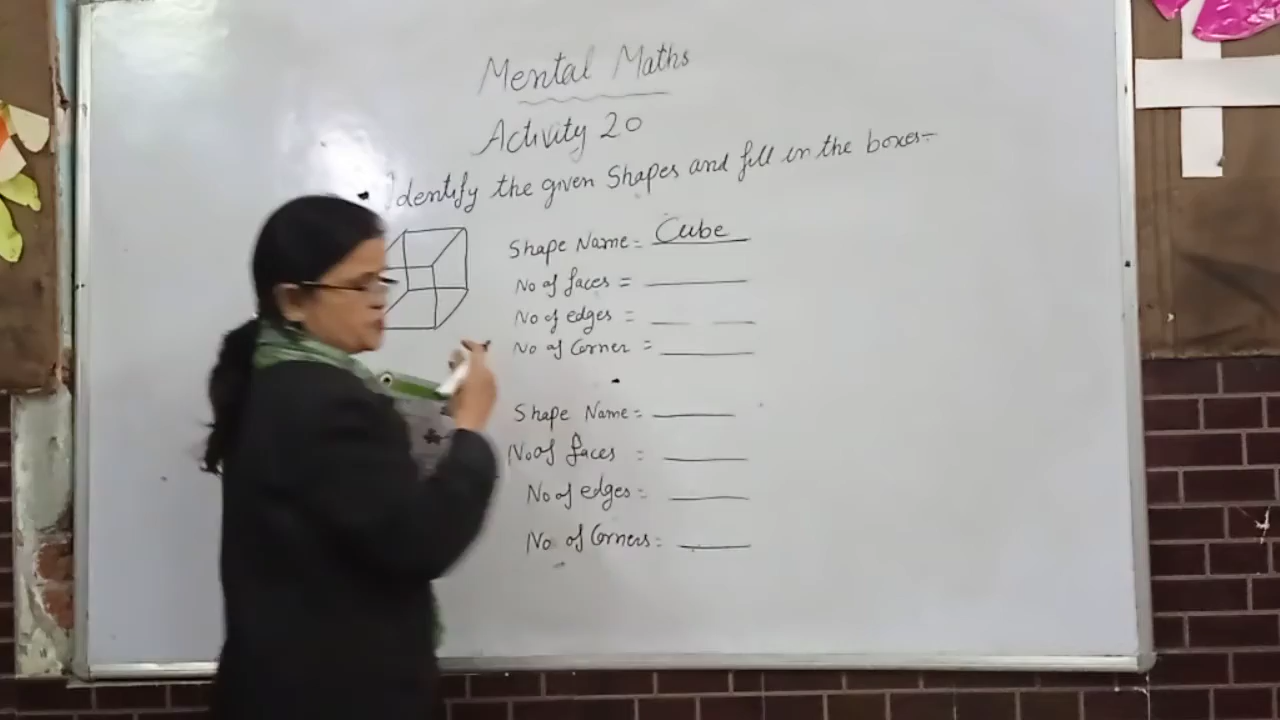 Mental Maths
Activity 20
Identify the given Shapes and fill in the boxes:-
Shape Name = Cube
No of faces =
No of edges =
No of Corner =
Shape Name =
No of faces =
No of edges =
No of Corners =